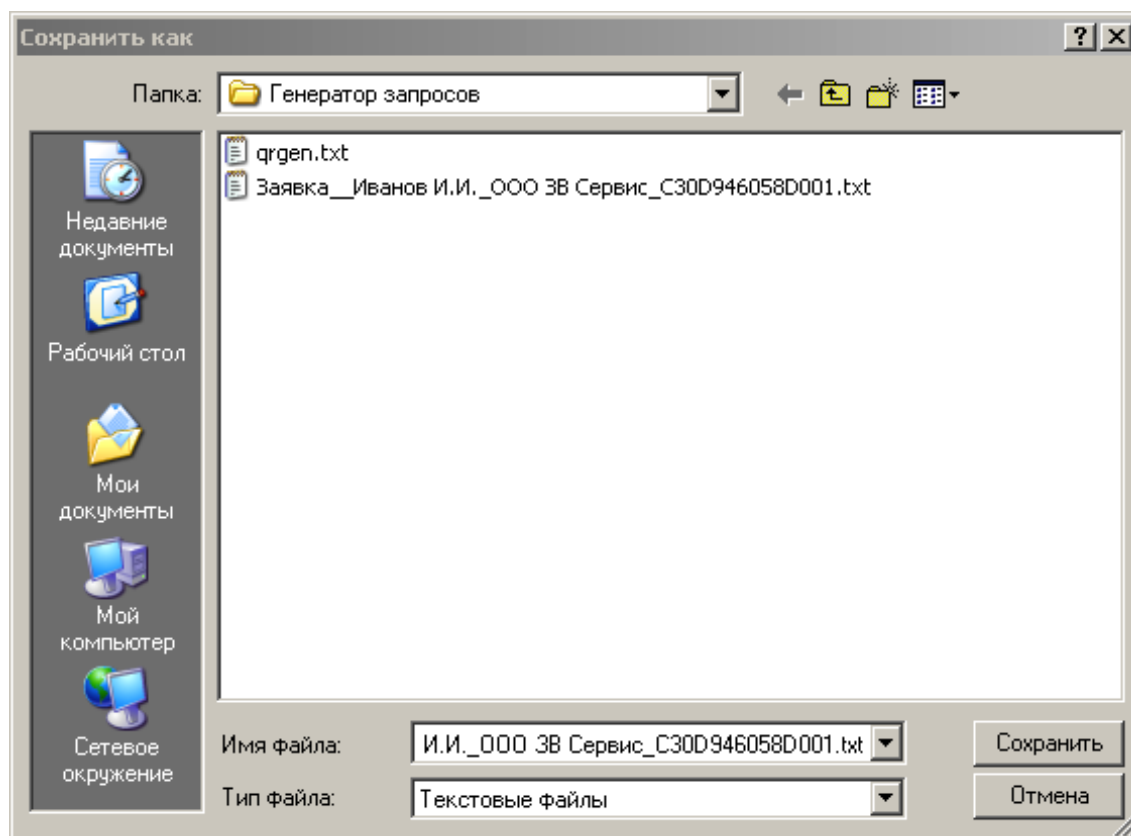 Сохранить как
Папка:
Генератор запросов
qrgen.txt
Заявка__Иванов И.И._ООО ЗВ Сервис_C30D946058D001.txt
Недавние
документы
Рабочий стол
Мои
документы
Мой
компьютер
Сетевое
окружение
Имя файла:
И.И._ООО ЗВ Сервис_C30D946058D001.txt
Сохранить
Тип файла:
Текстовые файлы
Отмена